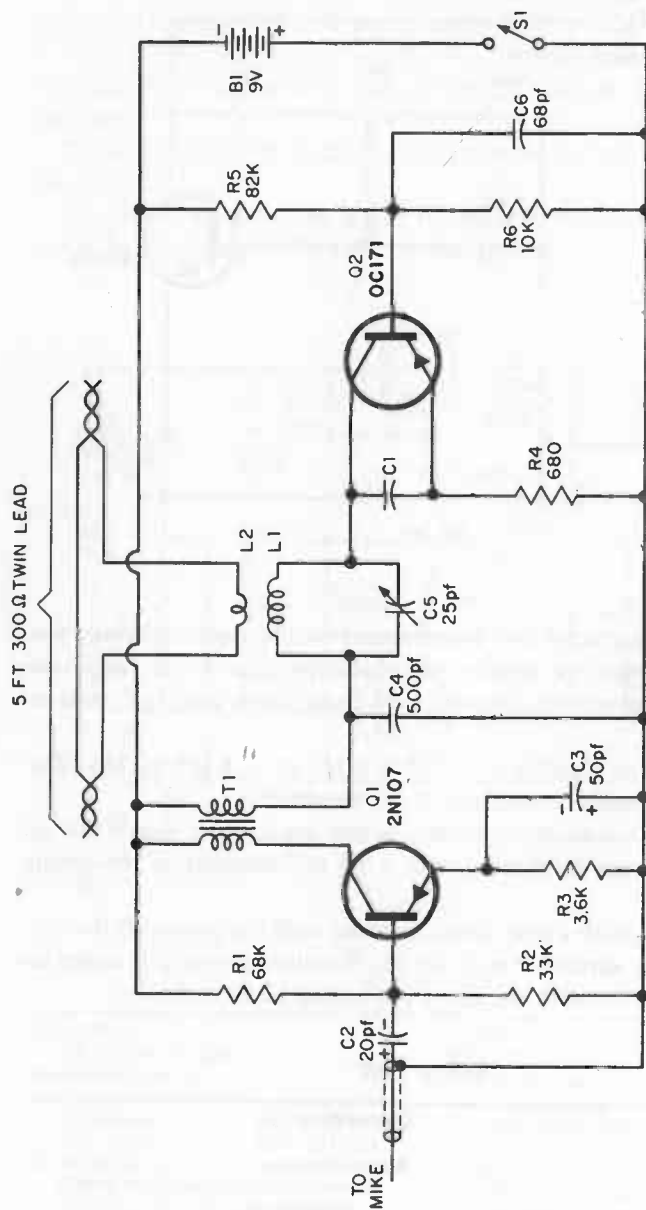 5 FT 300 Ω TWIN LEAD
L2
L1
T1
R1
68K
R5
82K
B1
9V
-
+
S1
Q2
OC171
C1
C5
25pf
C4
500pf
Q1
2N107
C2
20pf
+
TO
MIKE
R2
33K
R3
3.6K
C3
50pf
-
+
R4
680
R6
10K
C6
68pf